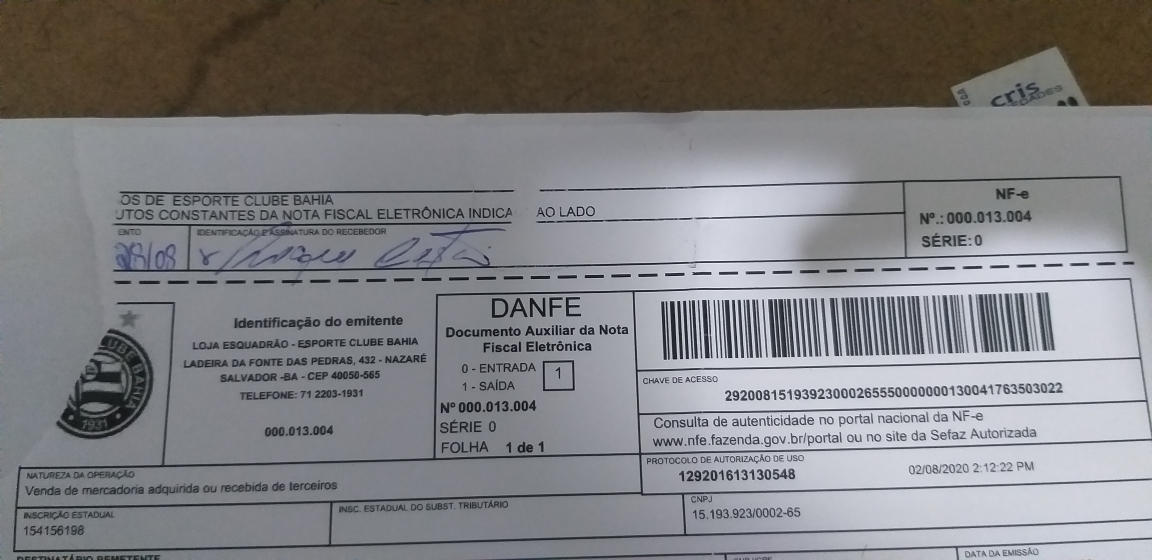 cris
DADES
OS DE ESPORTE CLUBE BAHIA
UTOS CONSTANTES DA NOTA FISCAL ELETRÔNICA INDICA AO LADO
NF-e
Nº.: 000.013.004
SÉRIE: 0
ENTO
IDENTIFICAÇÃO E ASSINATURA DO RECEBEDOR
28/08
Identificação do emitente
LOJA ESQUADRÃO - ESPORTE CLUBE BAHIA
LADEIRA DA FONTE DAS PEDRAS, 432 - NAZARÉ
SALVADOR -BA - CEP 40050-565
TELEFONE: 71 2203-1931
000.013.004
UBE BAHIA
1931
DANFE
Documento Auxiliar da Nota
Fiscal Eletrônica
0 - ENTRADA
1 - SAÍDA
1
Nº 000.013.004
SÉRIE 0
FOLHA 1 de 1
CHAVE DE ACESSO
29200815193923000265550000000130041763503022
Consulta de autenticidade no portal nacional da NF-e
www.nfe.fazenda.gov.br/portal ou no site da Sefaz Autorizada
PROTOCOLO DE AUTORIZAÇÃO DE USO
129201613130548 02/08/2020 2:12:22 PM
NATUREZA DA OPERAÇÃO
Venda de mercadoria adquirida ou recebida de terceiros
INSCRIÇÃO ESTADUAL
154156198
INSC. ESTADUAL DO SUBST. TRIBUTÁRIO
CNPJ
15.193.923/0002-65
DESTINATÁRIO REMETENTE
DATA DA EMISSÃO